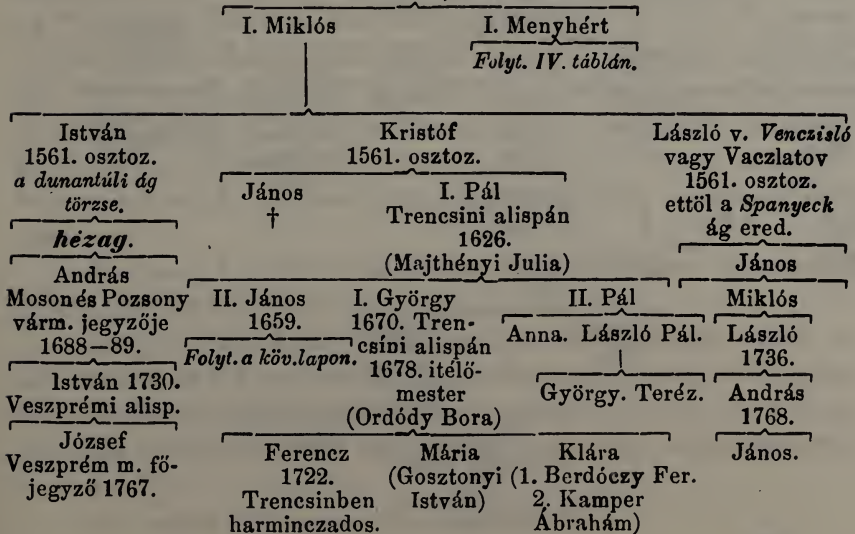 I. Miklós I. Menyhért
Folyt. IV. táblán.
István
1561. osztoz.
a dunantúli ág
törzse.
hézag.
András
Moson és Pozsony
várm. jegyzője
1688—89.
István 1730.
Veszprémi alisp.
József
Veszprém m. fő-
jegyző 1767.
Kristóf
1561. osztoz.
János
†
I. Pál
Trencsini alispán
1626.
(Majthényi Julia)
II. János
1659.
Folyt. a köv. lapon.
I. György
1670. Tren-
csíni alispán
1678. itélő-
mester
(Ordódy Bora)
II. Pál
Anna. László Pál.
György. Teréz.
Ferencz
1722.
Trencsinben
harminczados.
Mária
(Gosztonyi
István)
Klára
(1. Berdóczy Fer.
2. Kamper
Ábrahám)
László v. Venczisló
vagy Vaczlatov
1561. osztoz.
ettöl a Spanyeck
ág ered.
János
Miklós
László
1736.
András
1768.
János.